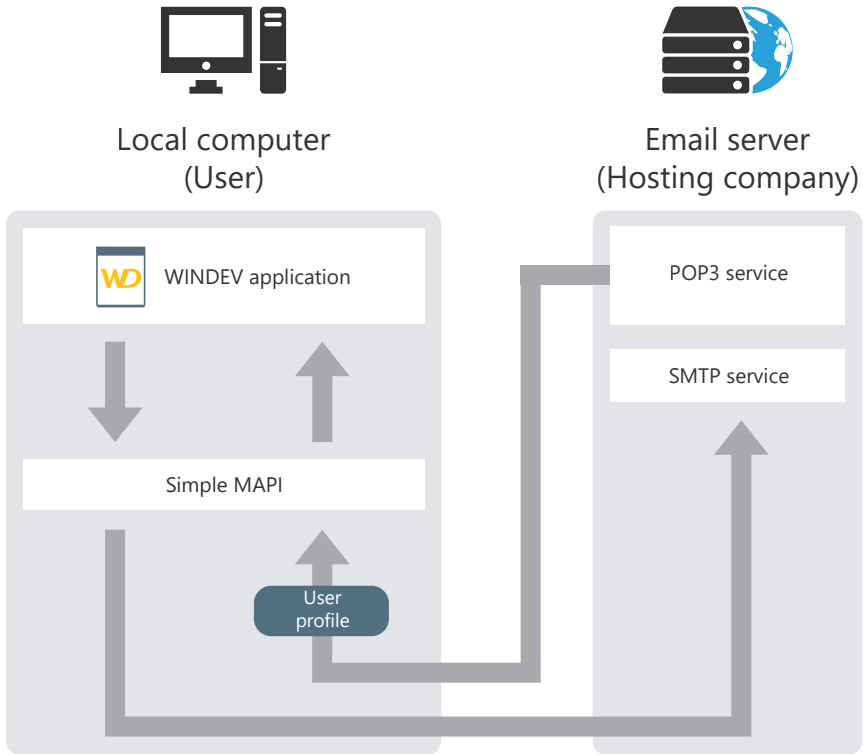 Local computer
(User)
Email server
(Hosting company)
WD
WINDEV application
POP3 service
SMTP service
Simple MAPI
User
profile